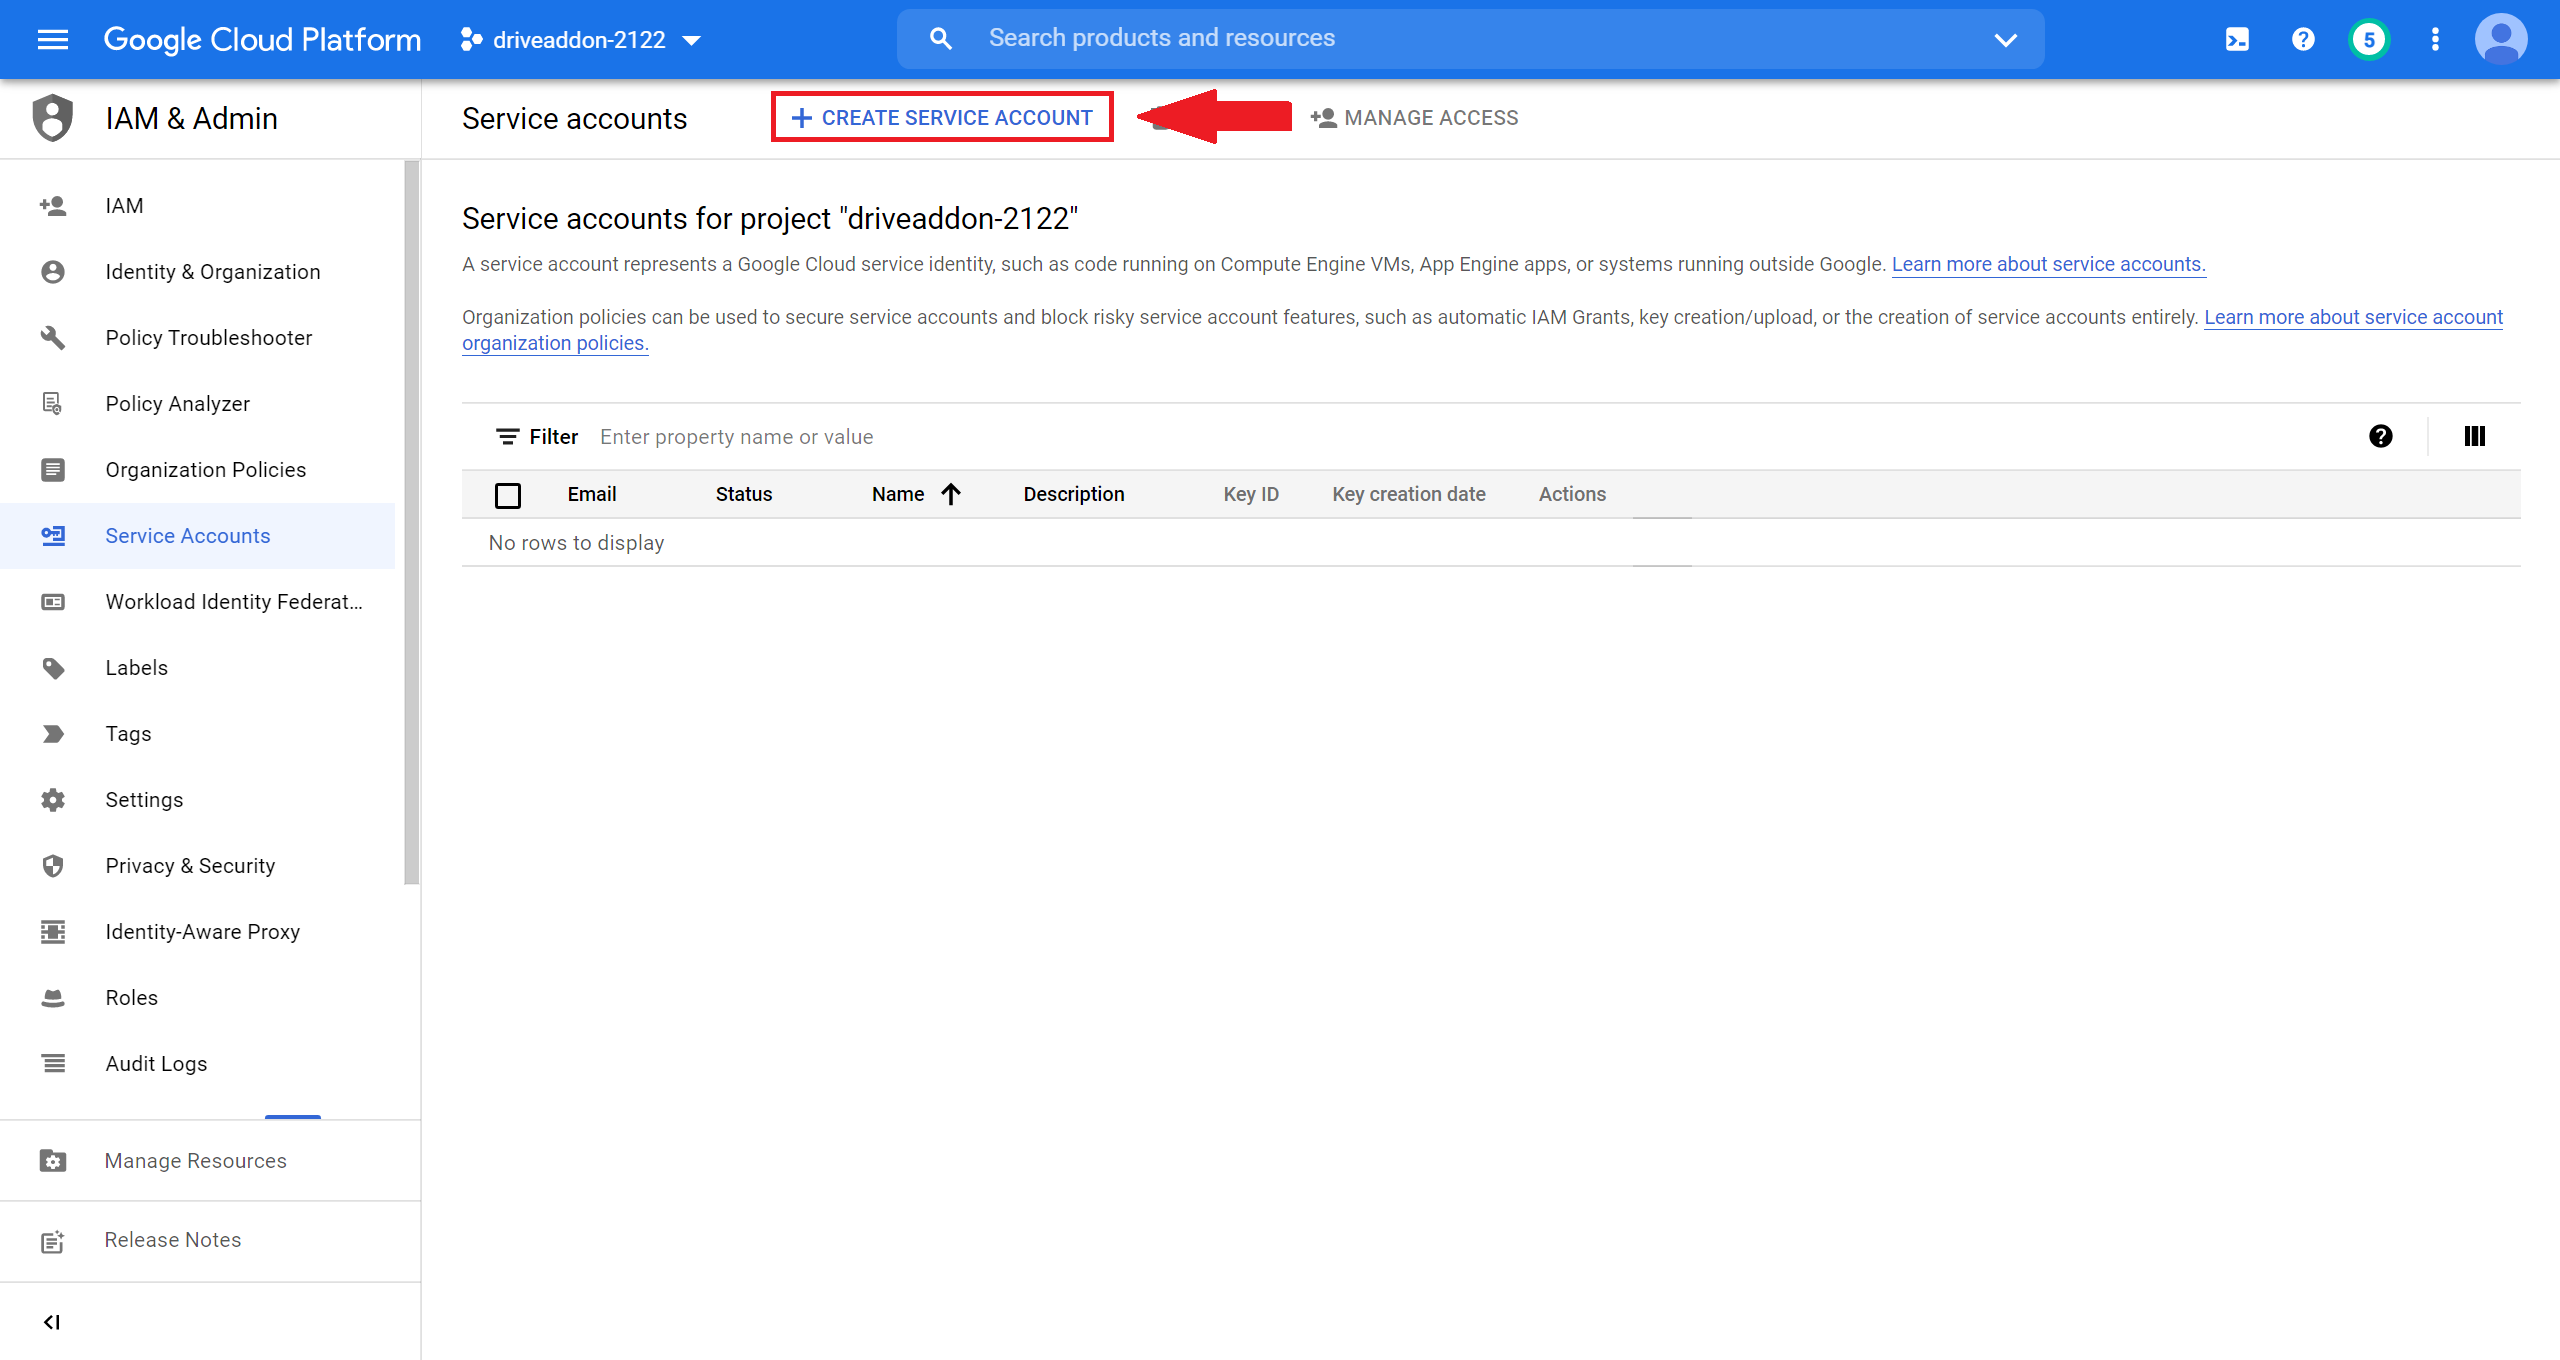 Google Cloud Platform
driveaddon-2122
Search products and resources
5
IAM & Admin
Service accounts
CREATE SERVICE ACCOUNT
MANAGE ACCESS
IAM
Identity & Organization
Policy Troubleshooter
Policy Analyzer
Organization Policies
Service Accounts
Workload Identity Federat...
Labels
Tags
Settings
Privacy & Security
Identity-Aware Proxy
Roles
Audit Logs
Manage Resources
Release Notes
Service accounts for project "driveaddon-2122"
A service account represents a Google Cloud service identity, such as code running on Compute Engine VMs, App Engine apps, or systems running outside Google. Learn more about service accounts.
Organization policies can be used to secure service accounts and block risky service account features, such as automatic IAM Grants, key creation/upload, or the creation of service accounts entirely. Learn more about service account
organization policies.
Filter Enter property name or value
Email Status Name Description Key ID Key creation date Actions
No rows to display